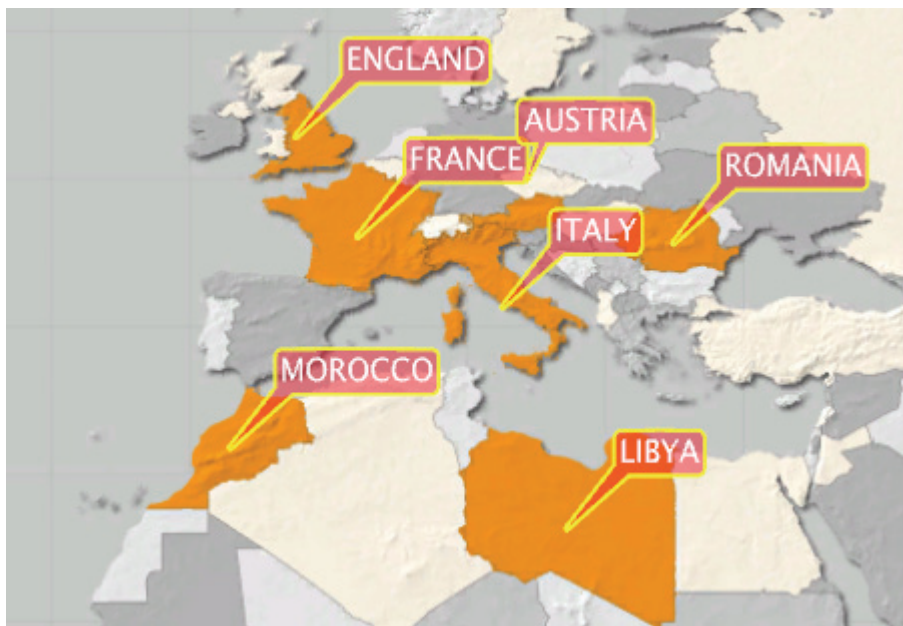 ENGLAND
AUSTRIA
FRANCE
ROMANIA
ITALY
MOROCCO
LIBYA